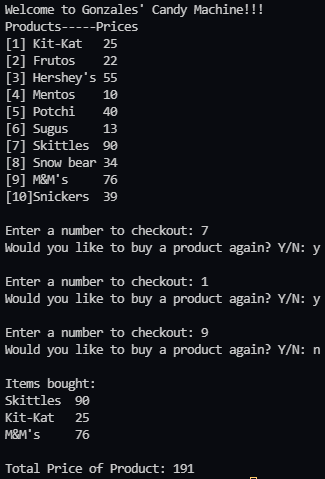 Welcome to Gonzales' Candy Machine!!!
Products-----Prices
[1] Kit-Kat   25
[2] Frutos    22
[3] Hershey's 55
[4] Mentos    10
[5] Potchi    40
[6] Sugus     13
[7] Skittles  90
[8] Snow bear 34
[9] M&M's     76
[10]Snickers  39
Enter a number to checkout: 7
Would you like to buy a product again? Y/N: y
Enter a number to checkout: 1
Would you like to buy a product again? Y/N: y
Enter a number to checkout: 9
Would you like to buy a product again? Y/N: n
Items bought:
Skittles  90
Kit-Kat   25
M&M's     76
Total Price of Product: 191